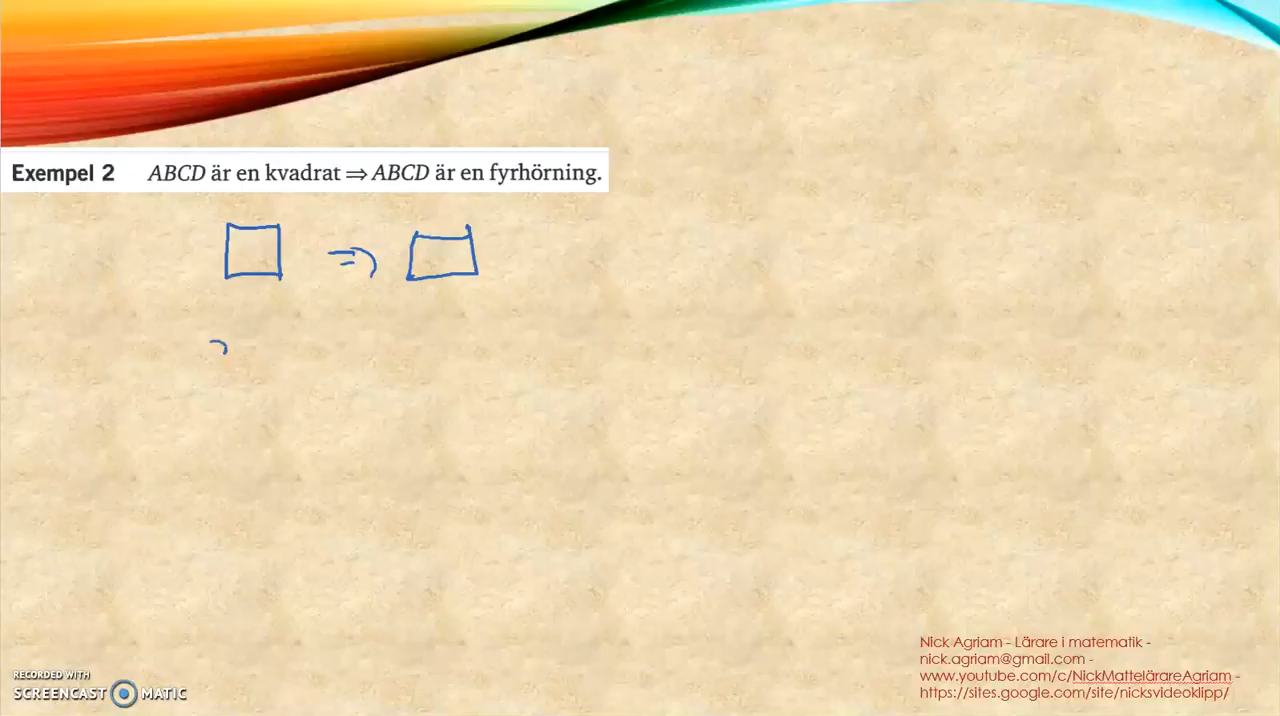 Exempel 2 ABCD är en kvadrat ⇒ ABCD är en fyrhörning.
⇒
Nick Agriam - Lärare i matematik -
nick.agriam@gmail.com -
www.youtube.com/c/NickMattelärareAgriam -
https://sites.google.com/site/nicksvideoklipp/
RECORDED WITH
SCREENCAST MATIC